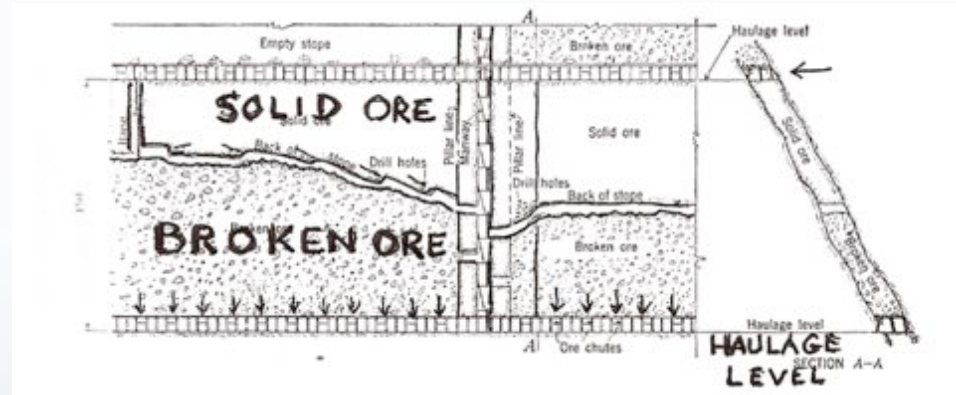 A
Empty stope
Broken ore
Haulage level
SOLID ORE
Solid ore
Back of stope
Drill holes
Pillar line
Manway
Pillar line
Solid ore
Drill holes
Back of stope
BROKEN ORE
Broken ore
Solid ore
Broken ore
A
Ore chutes
Haulage level
HAULAGE
LEVEL
SECTION A-A